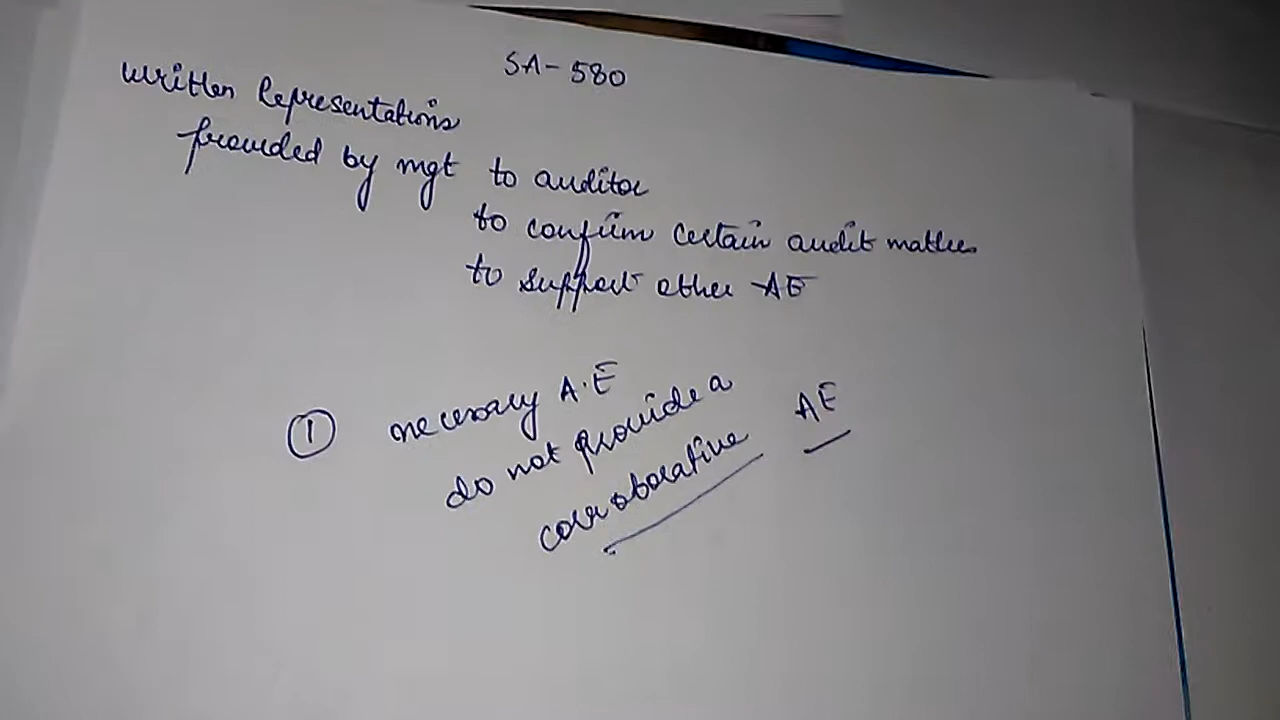 SA-580
Written Representations
provided by mgt to auditor
to confirm certain audit matters
to support other AE
① necessary A.E
do not provide a
corroborative AE